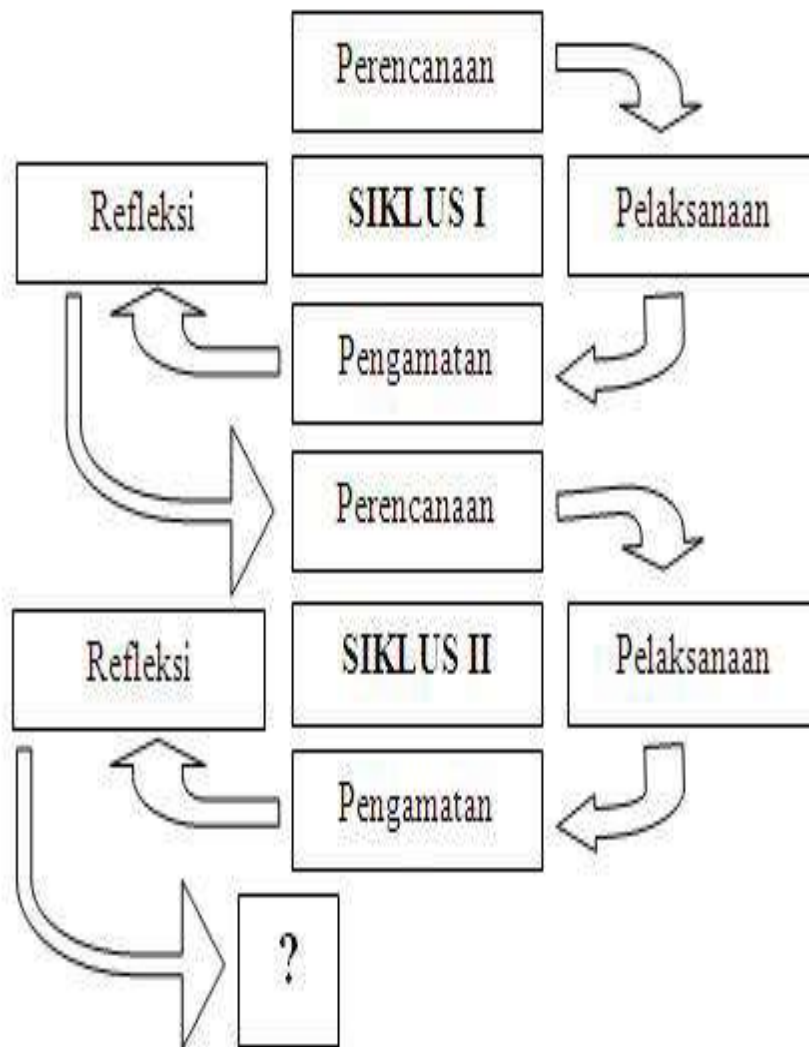 Perencanaan
Refleksi
SIKLUS I
Pelaksanaan
Pengamatan
Perencanaan
Refleksi
SIKLUS II
Pelaksanaan
Pengamatan
?